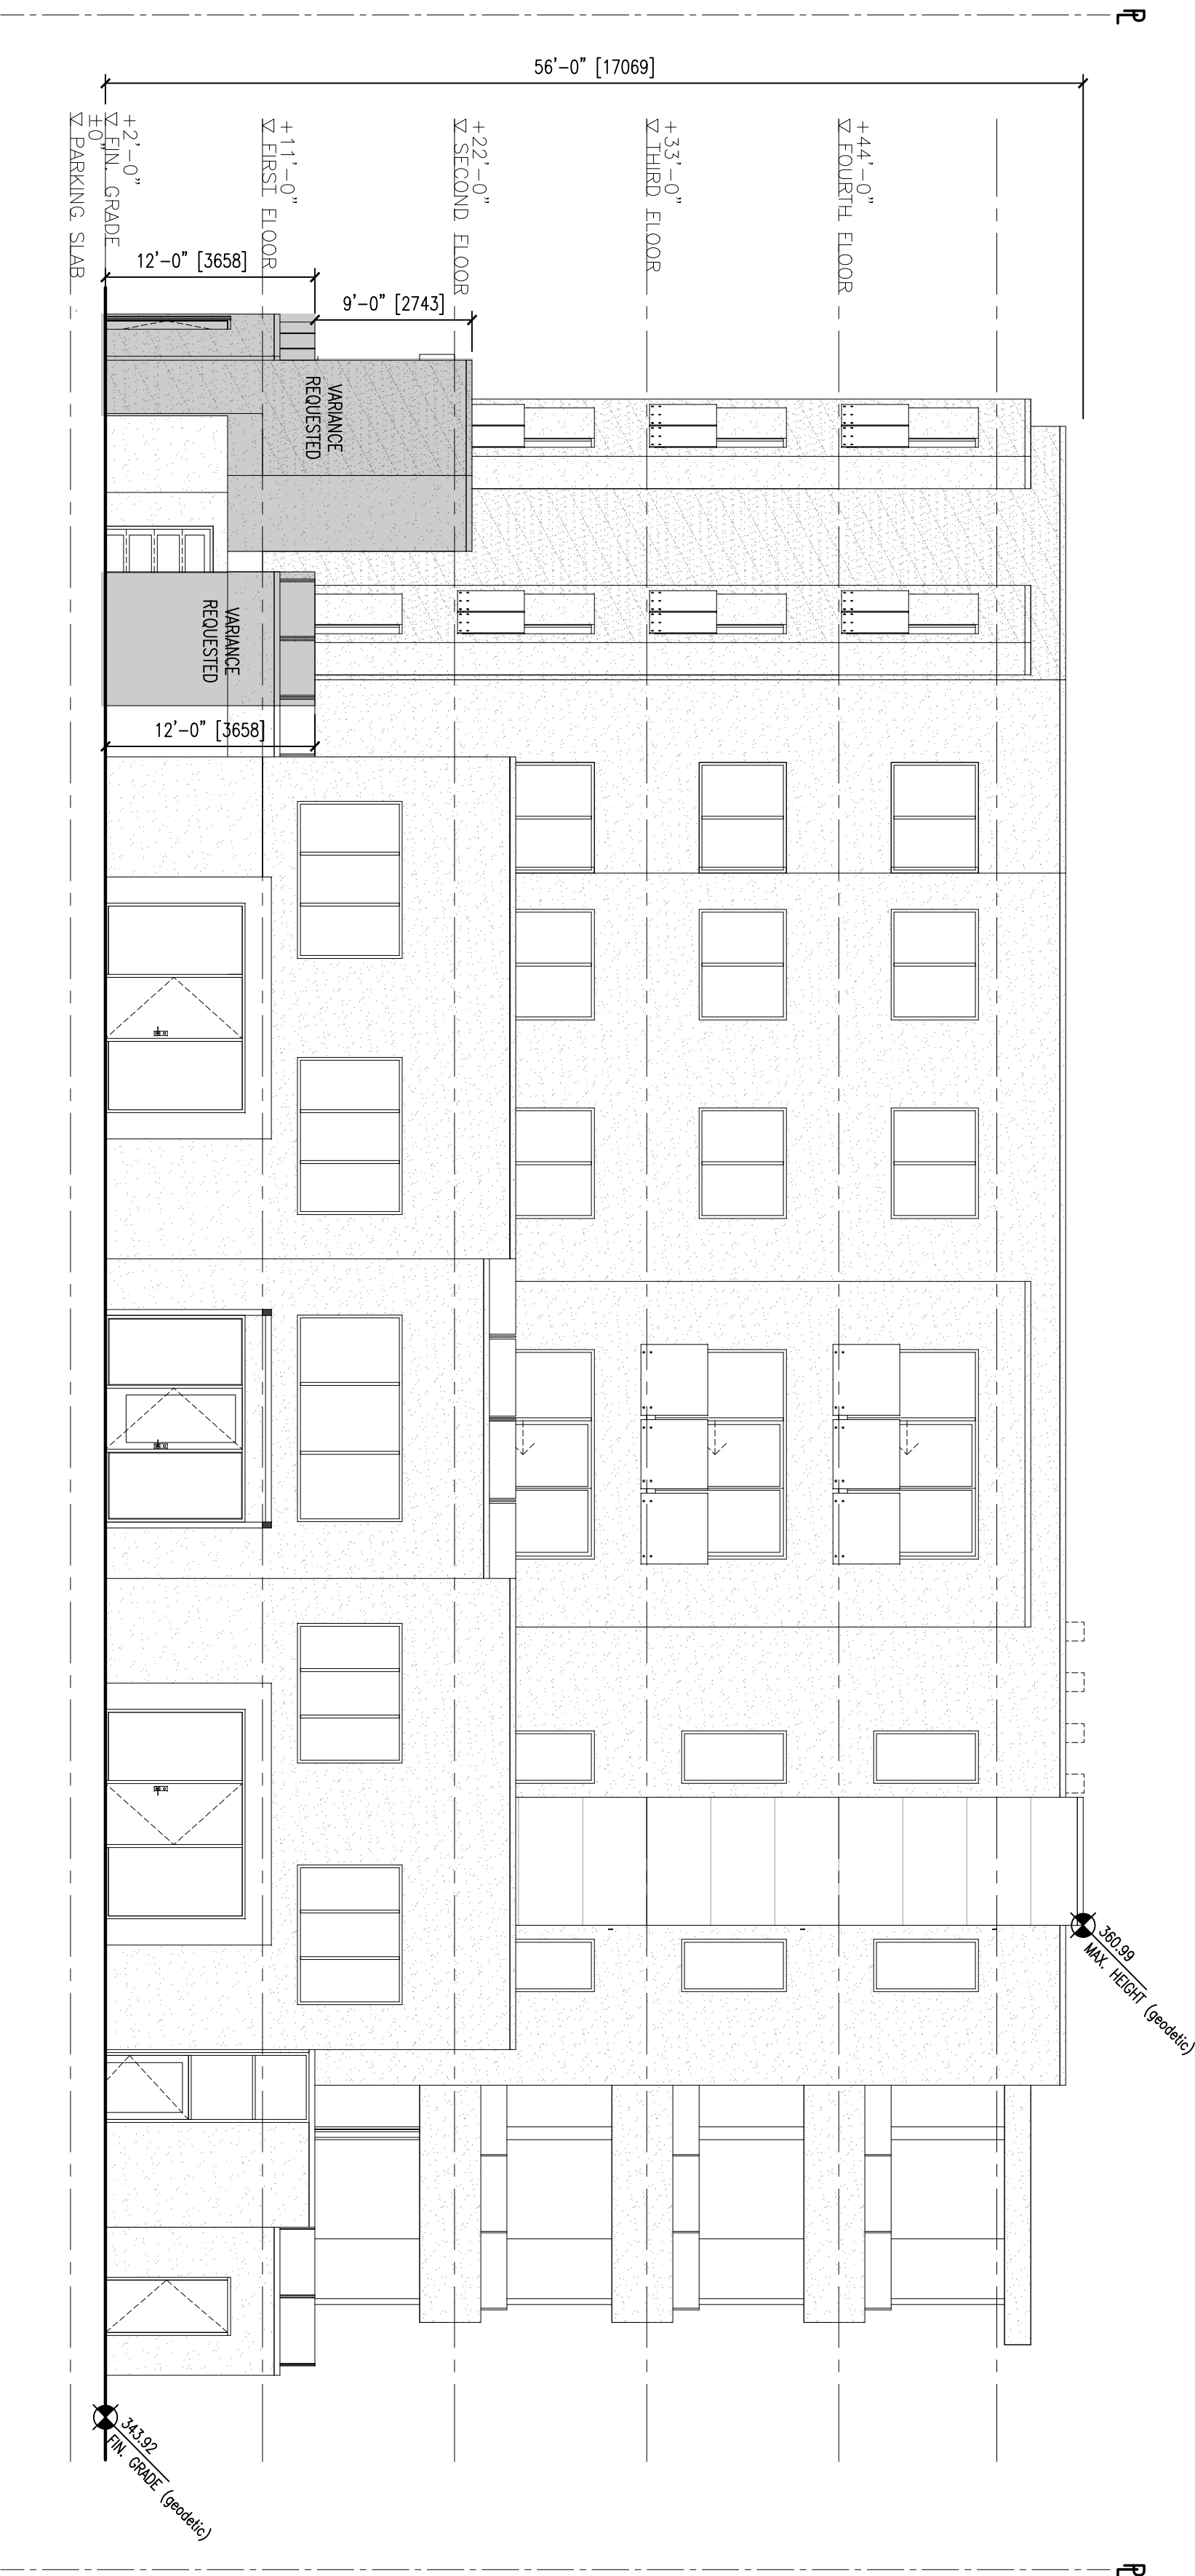 PL
56'-0" [17069]
+44'-0"
FOURTH FLOOR
+33'-0"
THIRD FLOOR
+22'-0"
SECOND FLOOR
+11'-0"
FIRST FLOOR
+2'-0"
FIN. GRADE
±0"
PARKING SLAB
12'-0" [3658]
9'-0" [2743]
VARIANCE
REQUESTED
VARIANCE
REQUESTED
12'-0" [3658]
360.99
MAX. HEIGHT (geodetic)
343.92
FIN. GRADE (geodetic)
PL